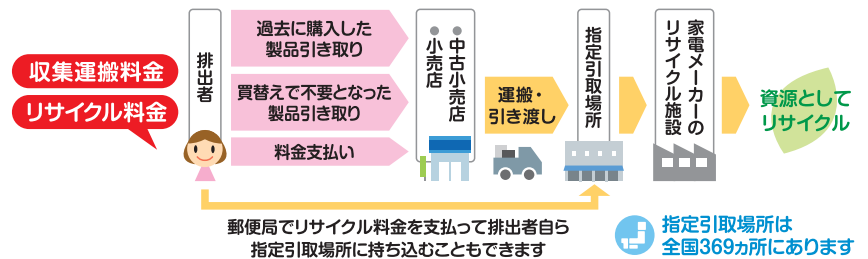 収集運搬料金
リサイクル料金
排出者
過去に購入した
製品引き取り
買替えで不要となった
製品引き取り
料金支払い
●中古小売店
●小売店
運搬・
引き渡し
指定引取場所
家電メーカーの
リサイクル施設
資源として
リサイクル
郵便局でリサイクル料金を支払って排出者自ら
指定引取場所に持ち込むこともできます
指定引取場所は
全国369ヵ所にあります